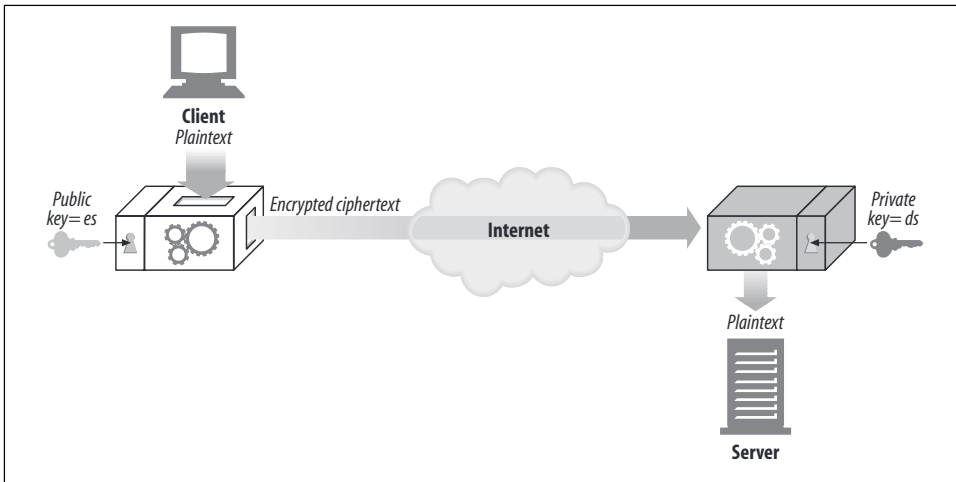 Client
Plaintext
Public
key= es
Encrypted ciphertext
Internet
Private
key= ds
Plaintext
Server